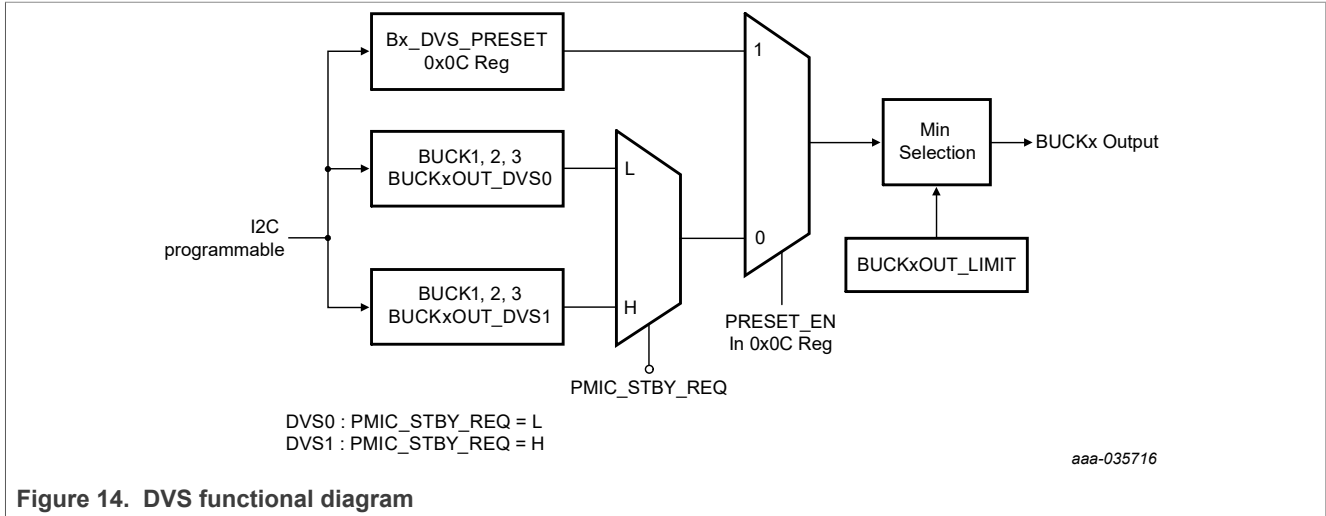 Bx_DVS_PRESET
0x0C Reg
1
BUCK1, 2, 3
BUCKxOUT_DVS0
L
Min
Selection
BUCKx Output
I2C
programmable
0
BUCKxOUT_LIMIT
BUCK1, 2, 3
BUCKxOUT_DVS1
H
PRESET_EN
In 0x0C Reg
PMIC_STBY_REQ
DVS0 : PMIC_STBY_REQ = L
DVS1 : PMIC_STBY_REQ = H
aaa-035716
Figure 14. DVS functional diagram